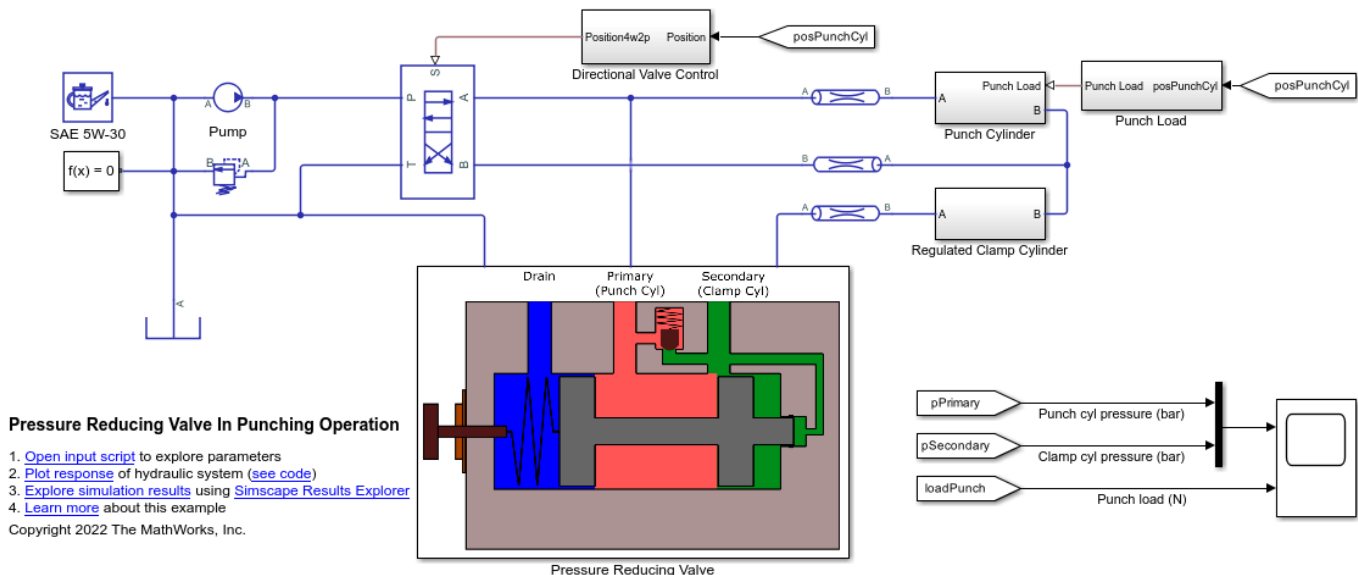 Position4w2p Position
posPunchCyl
Directional Valve Control
S
P
A
T
B
SAE 5W-30
A
B
Pump
B
A
f(x) = 0
A
A
B
B
A
A
B
Punch Load
A
B
Punch Cylinder
Punch Load posPunchCyl
Punch Load
posPunchCyl
A
B
Regulated Clamp Cylinder
Drain
Primary
(Punch Cyl)
Secondary
(Clamp Cyl)
Pressure Reducing Valve
Pressure Reducing Valve In Punching Operation
1. Open input script to explore parameters
2. Plot response of hydraulic system (see code)
3. Explore simulation results using Simscape Results Explorer
4. Learn more about this example
Copyright 2022 The MathWorks, Inc.
pPrimary
Punch cyl pressure (bar)
pSecondary
Clamp cyl pressure (bar)
loadPunch
Punch load (N)